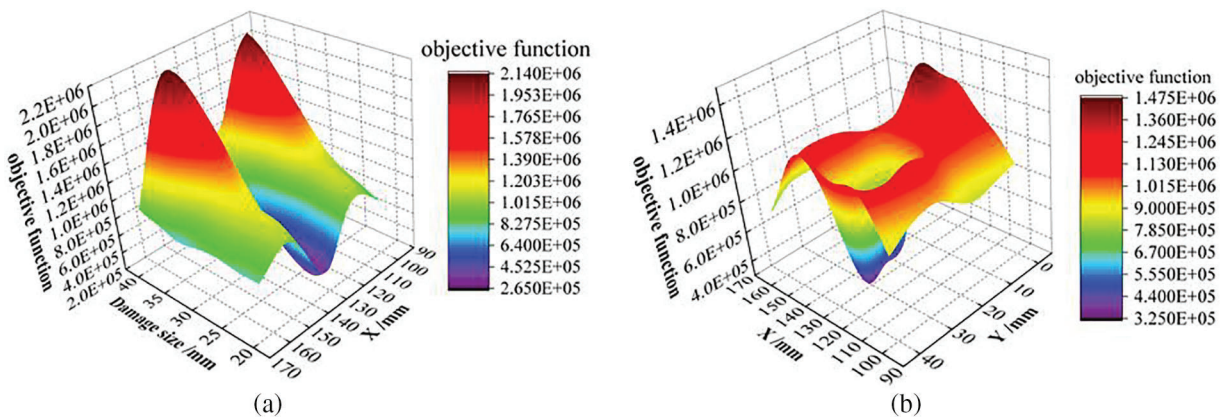 objective function
2.140E+06
1.953E+06
1.765E+06
1.578E+06
1.390E+06
1.203E+06
1.015E+06
8.275E+05
6.400E+05
4.525E+05
2.650E+05
objective function
2.2E+06
2.0E+06
1.8E+06
1.6E+06
1.4E+06
1.2E+06
1.0E+06
8.0E+05
6.0E+05
4.0E+05
2.0E+05
Damage size /mm
40
35
30
25
20
X /mm
90
100
110
120
130
140
150
160
170
(a)
objective function
1.475E+06
1.360E+06
1.245E+06
1.130E+06
1.015E+06
9.000E+05
7.850E+05
6.700E+05
5.550E+05
4.400E+05
3.250E+05
objective function
1.4E+06
1.2E+06
1.0E+06
8.0E+05
6.0E+05
4.0E+05
X/mm
170
160
150
140
130
120
110
100
90
Y /mm
0
10
20
30
40
(b)